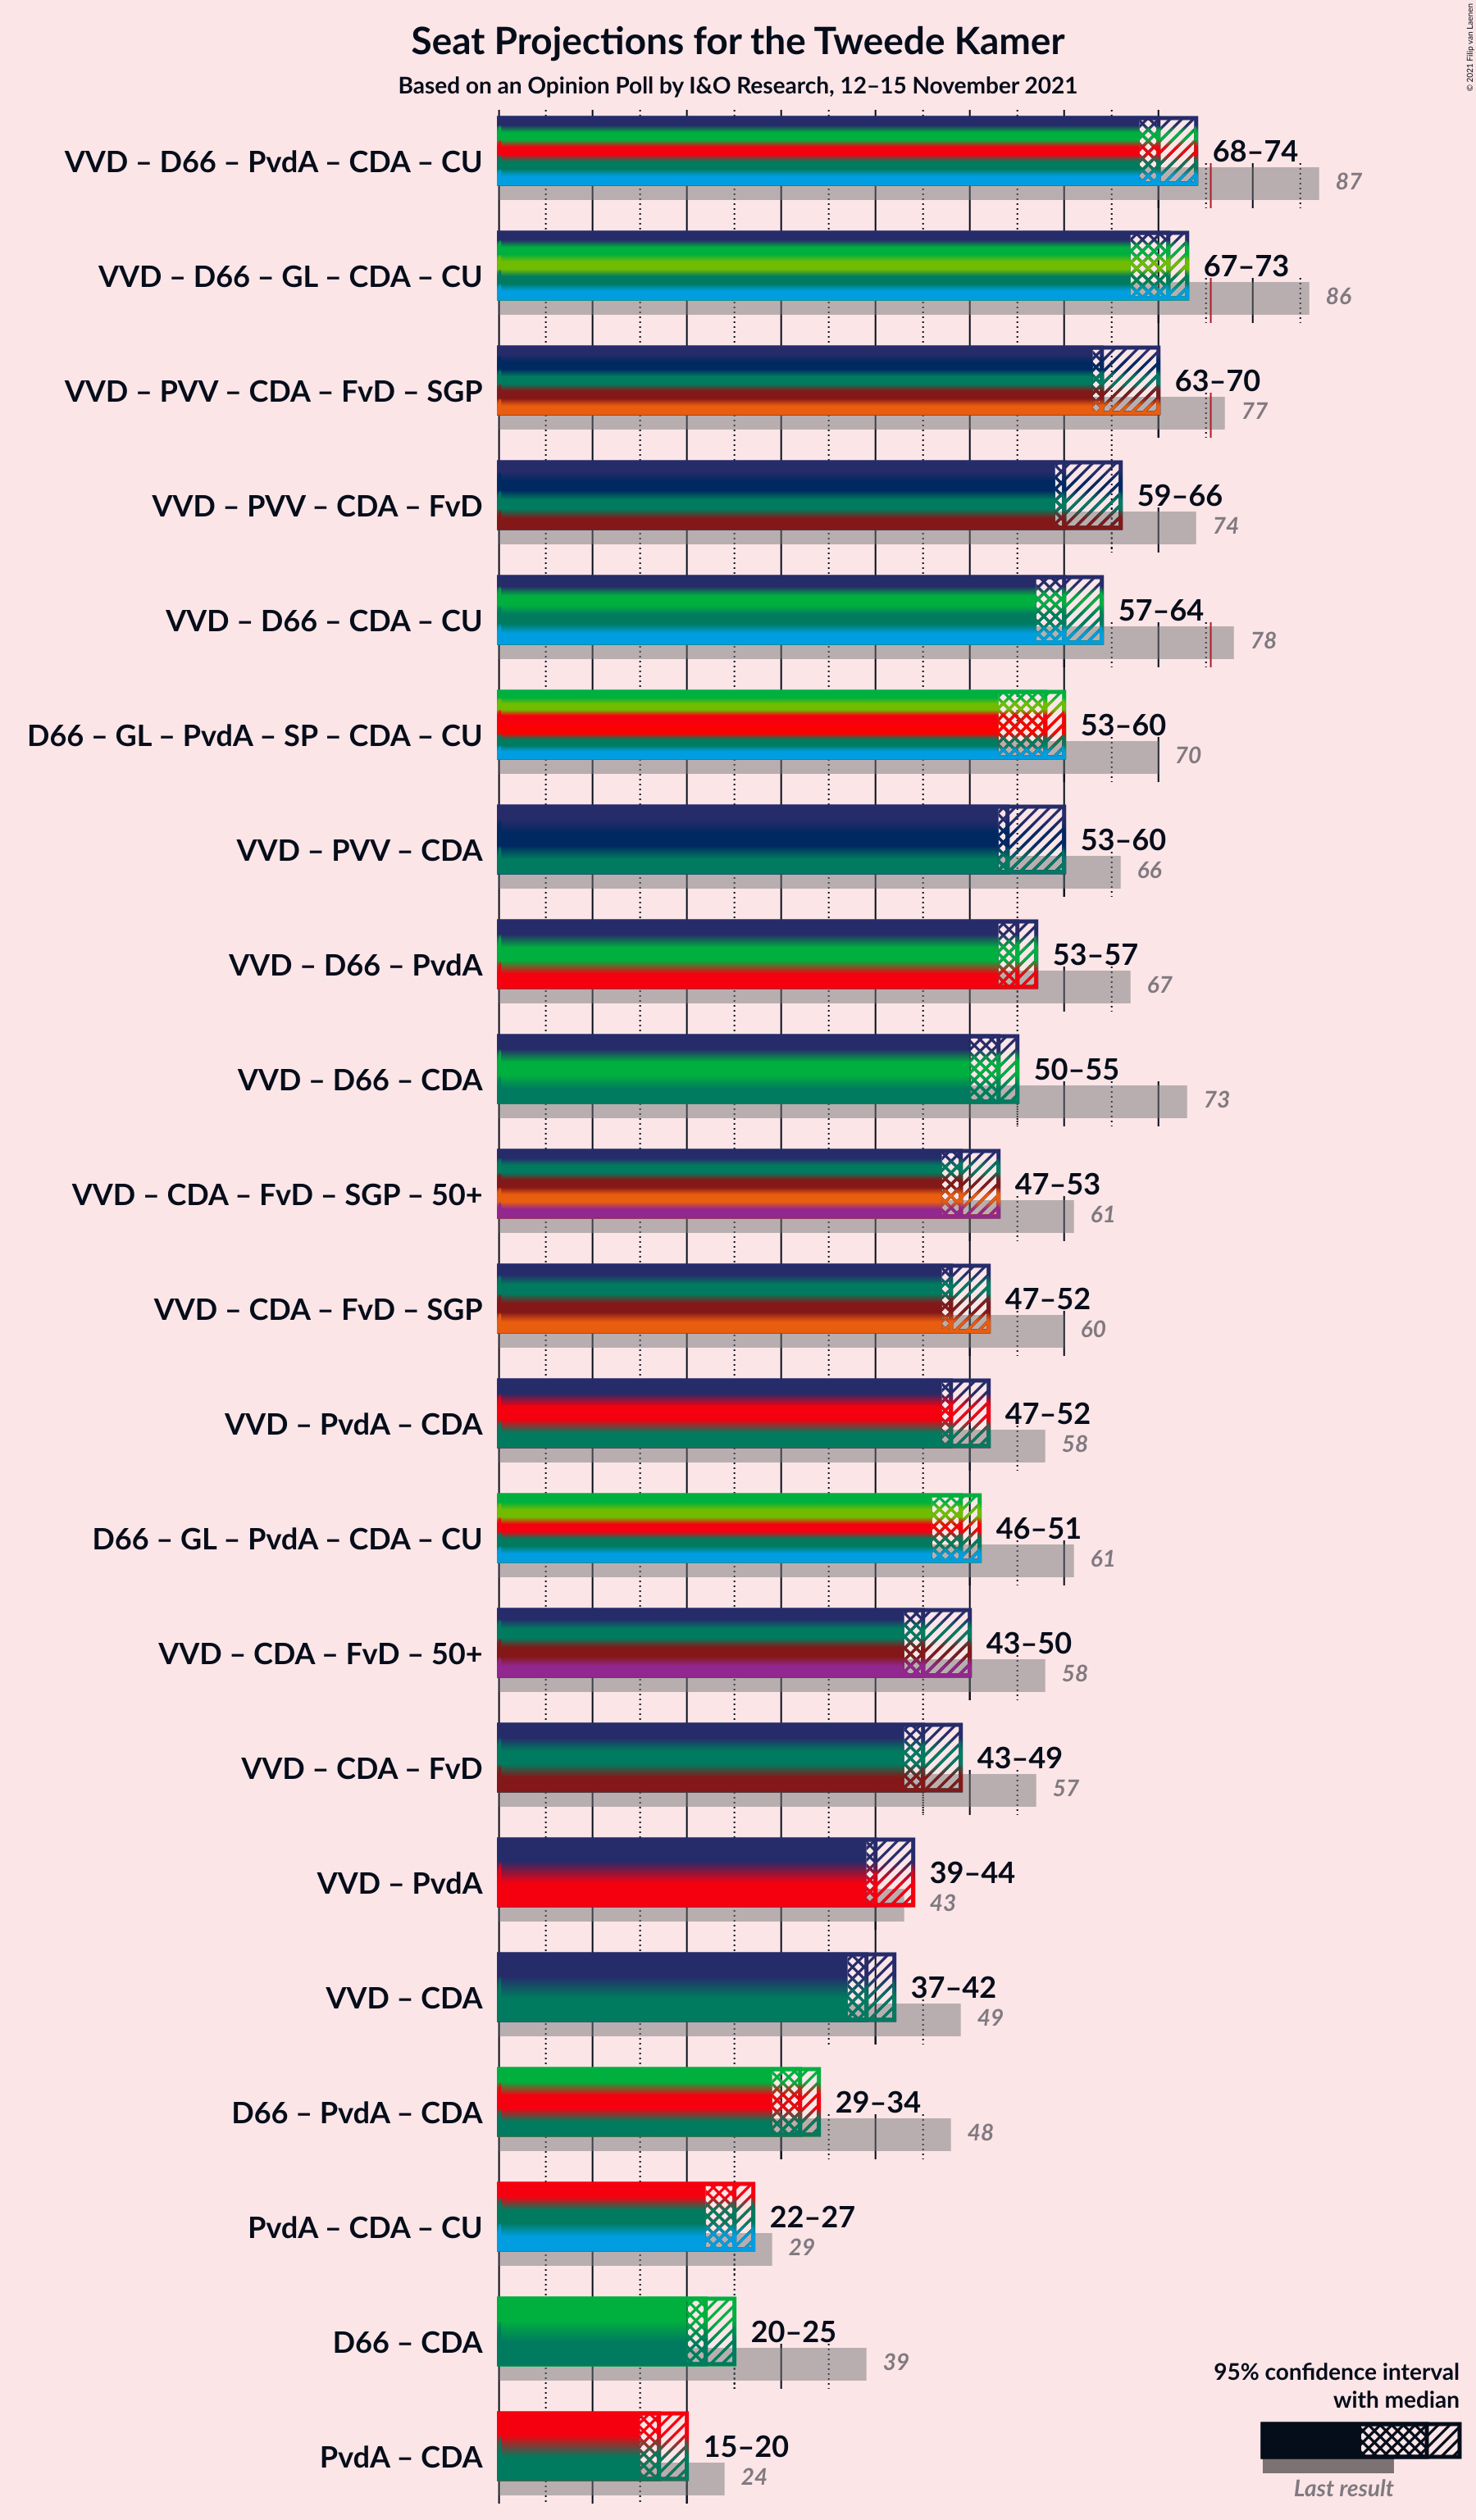 © 2021 Filip van Laenen
Seat Projections for the Tweede Kamer
Based on an Opinion Poll by I&O Research, 12–15 November 2021
VVD – D66 – PvdA – CDA – CU
68–74
87
VVD – D66 – GL – CDA – CU
67–73
86
VVD – PVV – CDA – FvD – SGP
63–70
77
VVD – PVV – CDA – FvD
59–66
74
VVD – D66 – CDA – CU
57–64
78
D66 – GL – PvdA – SP – CDA – CU
53–60
70
VVD – PVV – CDA
53–60
66
VVD – D66 – PvdA
53–57
67
VVD – D66 – CDA
50–55
73
VVD – CDA – FvD – SGP – 50+
47–53
61
VVD – CDA – FvD – SGP
47–52
60
VVD – PvdA – CDA
47–52
58
D66 – GL – PvdA – CDA – CU
46–51
61
VVD – CDA – FvD – 50+
43–50
58
VVD – CDA – FvD
43–49
57
VVD – PvdA
39–44
43
VVD – CDA
37–42
49
D66 – PvdA – CDA
29–34
48
PvdA – CDA – CU
22–27
29
D66 – CDA
20–25
39
PvdA – CDA
15–20
24
95% confidence interval
with median
Last result